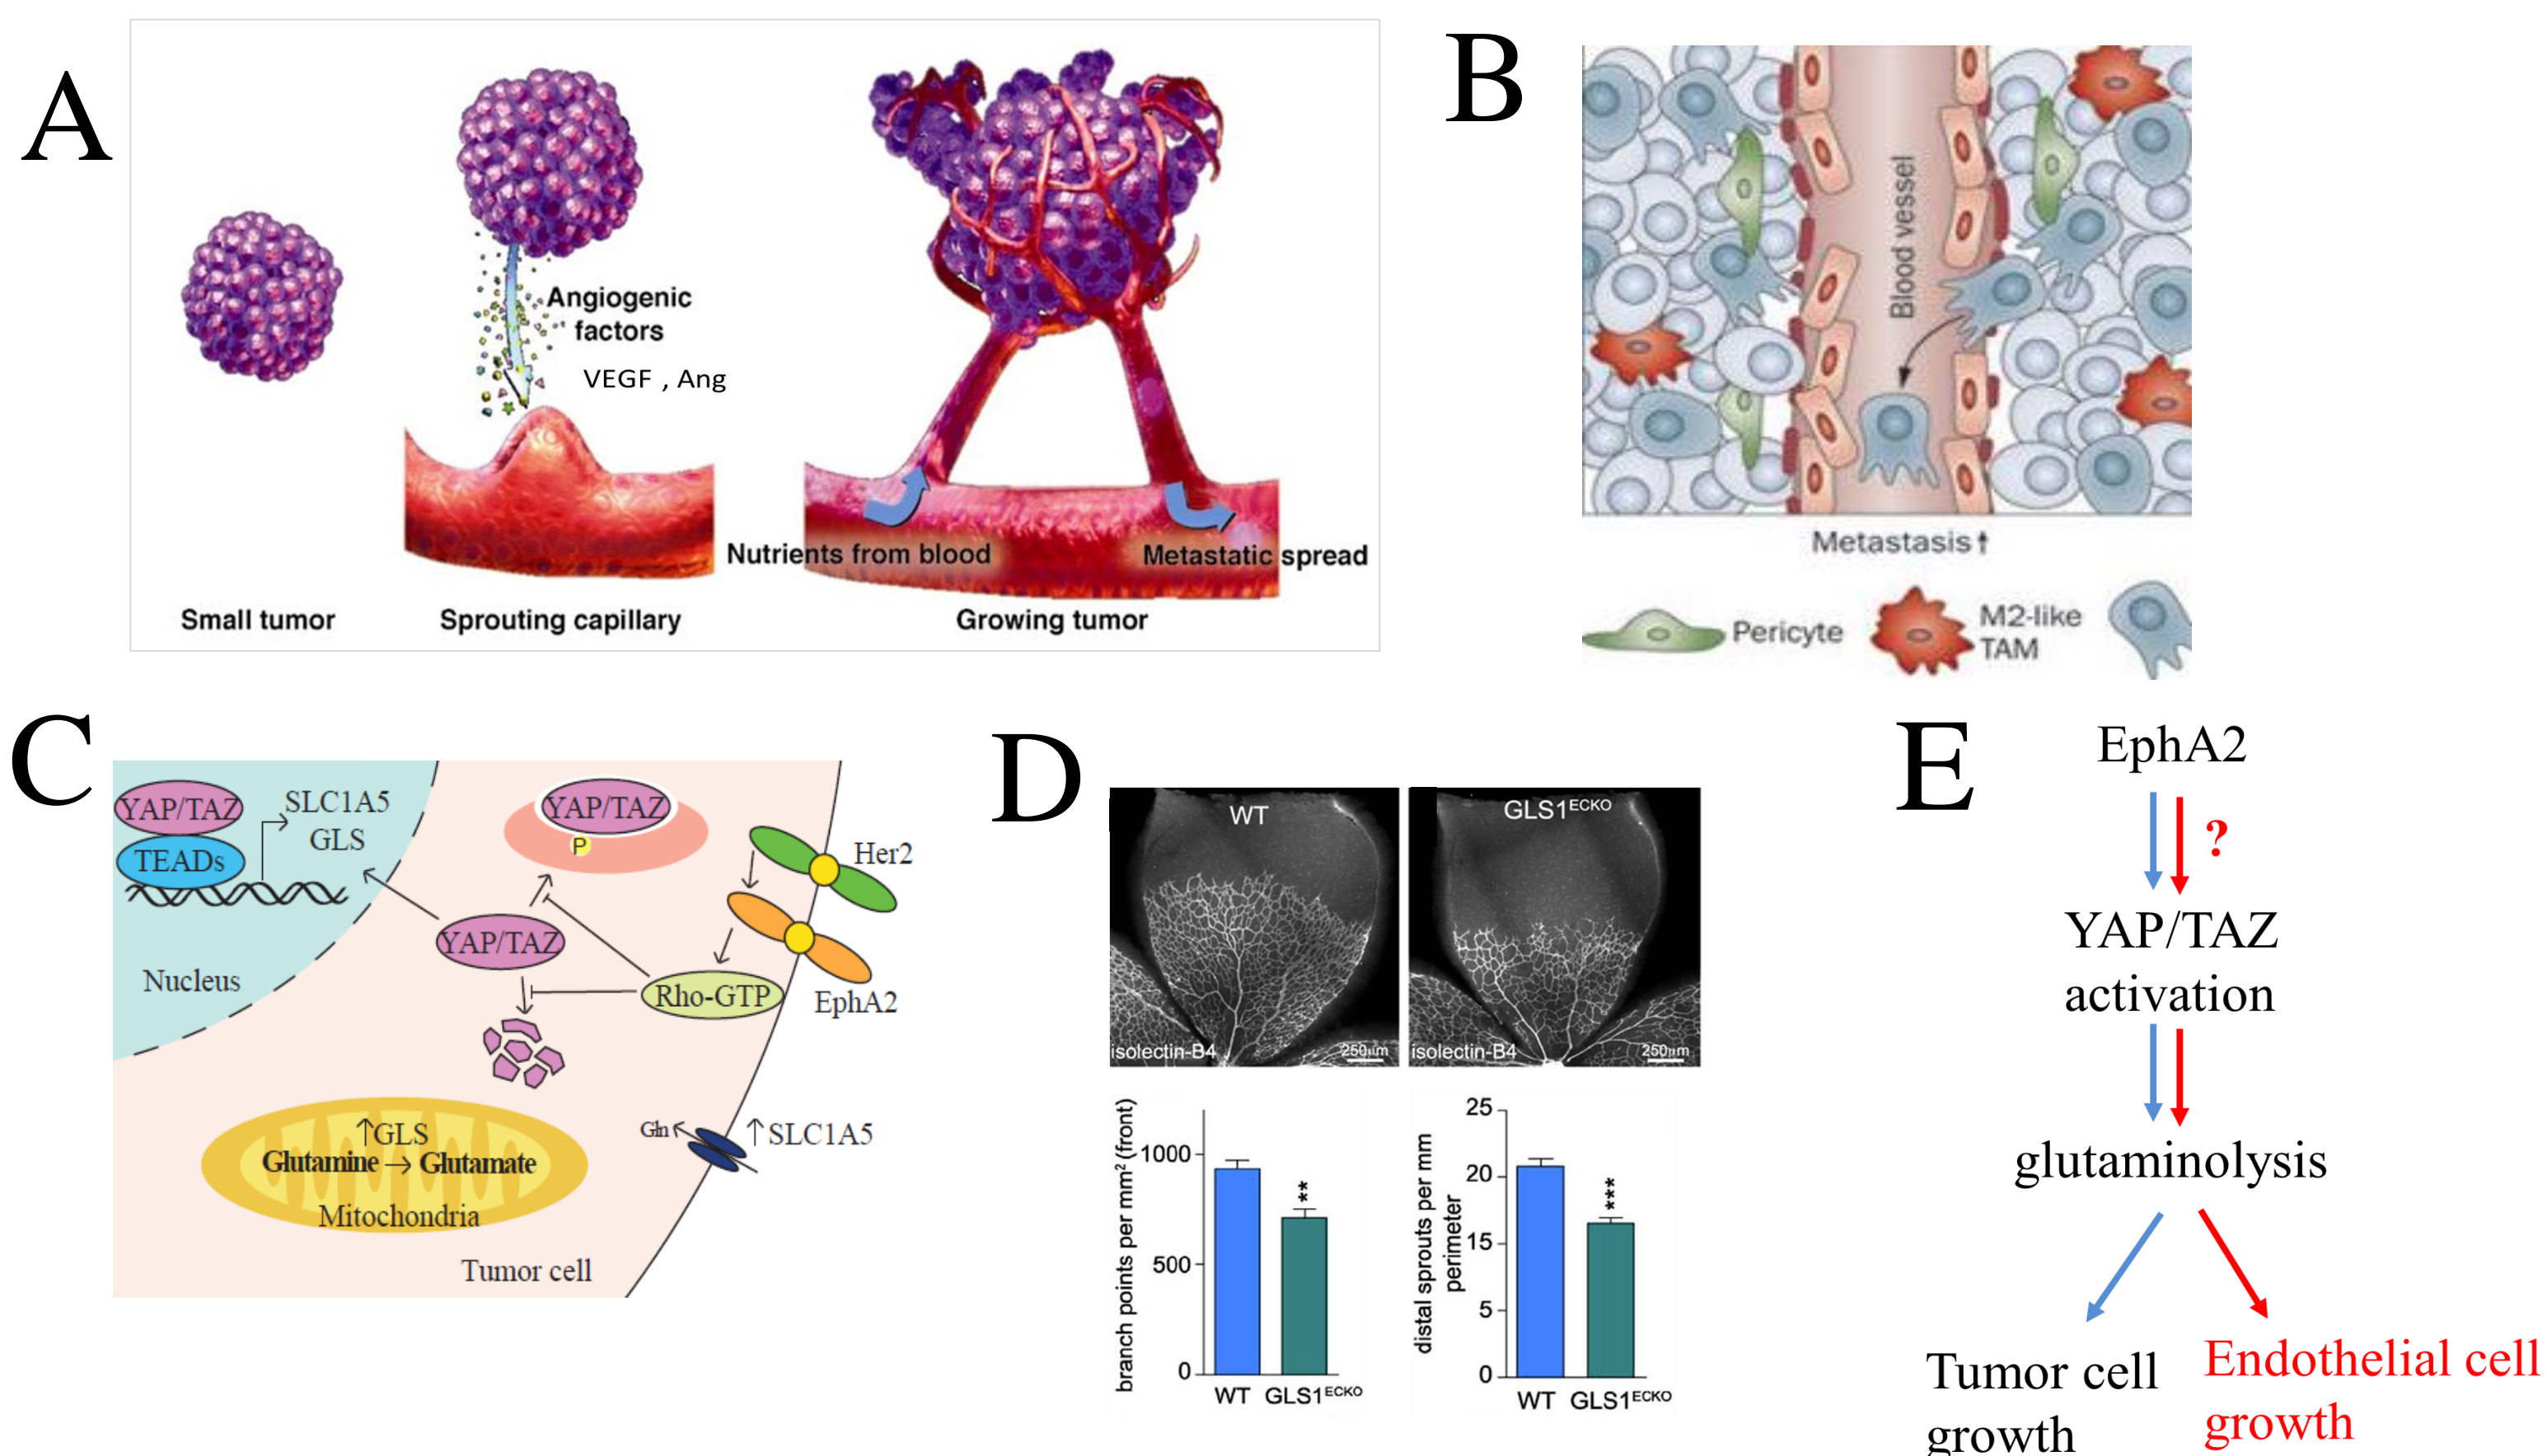 A
Angiogenic
factors
VEGF , Ang
Nutrients from blood
Metastatic spread
Small tumor
Sprouting capillary
Growing tumor
B
Blood vessel
Metastasis↑
Pericyte
M2-like
TAM
C
YAP/TAZ
TEADs
SLC1A5
GLS
YAP/TAZ
P
Her2
YAP/TAZ
Nucleus
Rho-GTP
EphA2
Gln
↑SLC1A5
↑GLS
Glutamine → Glutamate
Mitochondria
Tumor cell
D
WT
isolectin-B4
250µm
GLS1ECKO
isolectin-B4
250µm
branch points per mm² (front)
1000
500
0
**
WT
GLS1ECKO
distal sprouts per mm
perimeter
25
20
15
10
5
0
***
WT
GLS1ECKO
E
EphA2
?
YAP/TAZ
activation
glutaminolysis
Tumor cell
growth
Endothelial cell
growth